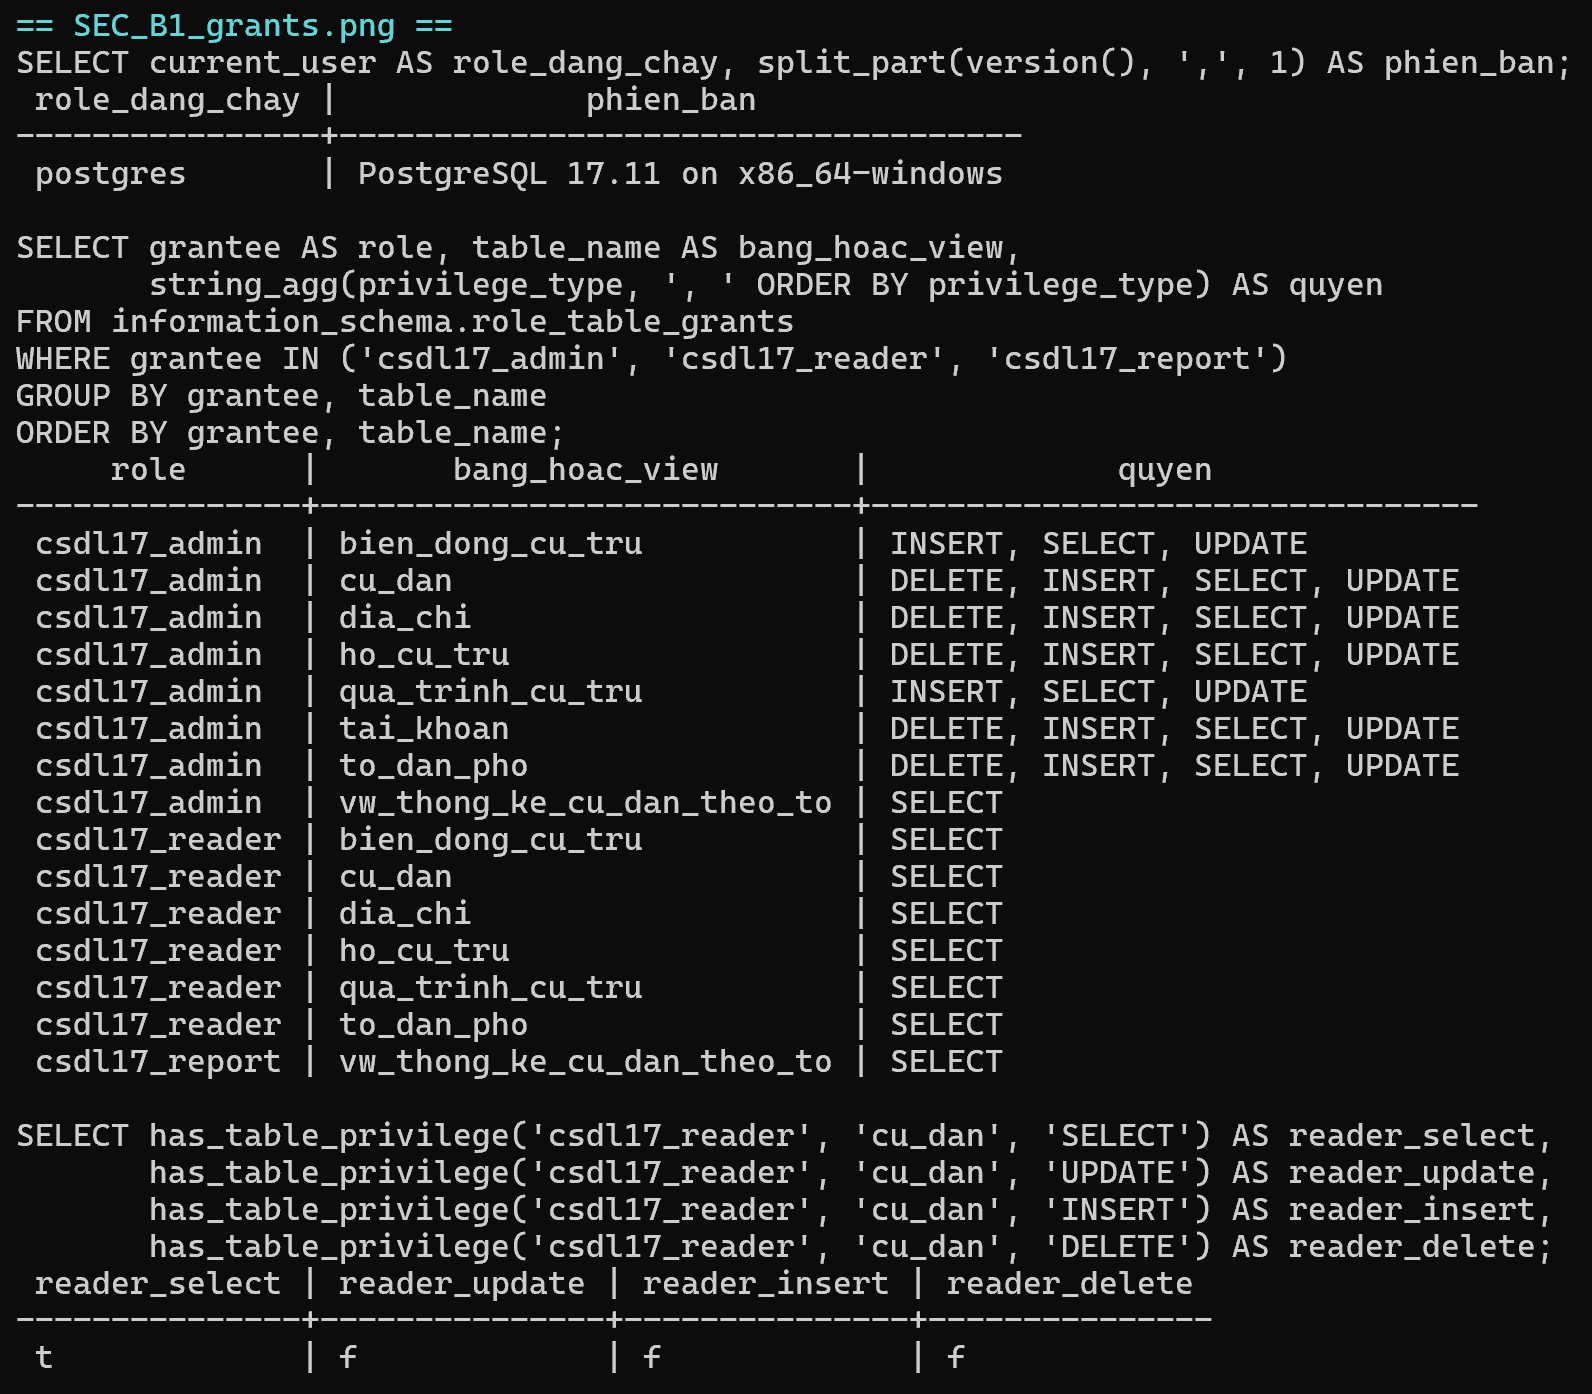 == SEC_B1_grants.png ==
SELECT current_user AS role_dang_chay, split_part(version(), ',', 1) AS phien_ban;
 role_dang_chay |             phien_ban
----------------+------------------------------------
 postgres       | PostgreSQL 17.11 on x86_64-windows

SELECT grantee AS role, table_name AS bang_hoac_view,
       string_agg(privilege_type, ', ' ORDER BY privilege_type) AS quyen
FROM information_schema.role_table_grants
WHERE grantee IN ('csdl17_admin', 'csdl17_reader', 'csdl17_report')
GROUP BY grantee, table_name
ORDER BY grantee, table_name;
     role      |       bang_hoac_view       |             quyen
---------------+----------------------------+--------------------------------
 csdl17_admin  | bien_dong_cu_tru           | INSERT, SELECT, UPDATE
 csdl17_admin  | cu_dan                     | DELETE, INSERT, SELECT, UPDATE
 csdl17_admin  | dia_chi                    | DELETE, INSERT, SELECT, UPDATE
 csdl17_admin  | ho_cu_tru                  | DELETE, INSERT, SELECT, UPDATE
 csdl17_admin  | qua_trinh_cu_tru           | INSERT, SELECT, UPDATE
 csdl17_admin  | tai_khoan                  | DELETE, INSERT, SELECT, UPDATE
 csdl17_admin  | to_dan_pho                 | DELETE, INSERT, SELECT, UPDATE
 csdl17_admin  | vw_thong_ke_cu_dan_theo_to | SELECT
 csdl17_reader | bien_dong_cu_tru           | SELECT
 csdl17_reader | cu_dan                     | SELECT
 csdl17_reader | dia_chi                    | SELECT
 csdl17_reader | ho_cu_tru                  | SELECT
 csdl17_reader | qua_trinh_cu_tru           | SELECT
 csdl17_reader | to_dan_pho                 | SELECT
 csdl17_report | vw_thong_ke_cu_dan_theo_to | SELECT

SELECT has_table_privilege('csdl17_reader', 'cu_dan', 'SELECT') AS reader_select,
       has_table_privilege('csdl17_reader', 'cu_dan', 'UPDATE') AS reader_update,
       has_table_privilege('csdl17_reader', 'cu_dan', 'INSERT') AS reader_insert,
       has_table_privilege('csdl17_reader', 'cu_dan', 'DELETE') AS reader_delete;
 reader_select | reader_update | reader_insert | reader_delete
---------------+---------------+---------------+---------------
 t             | f             | f             | f